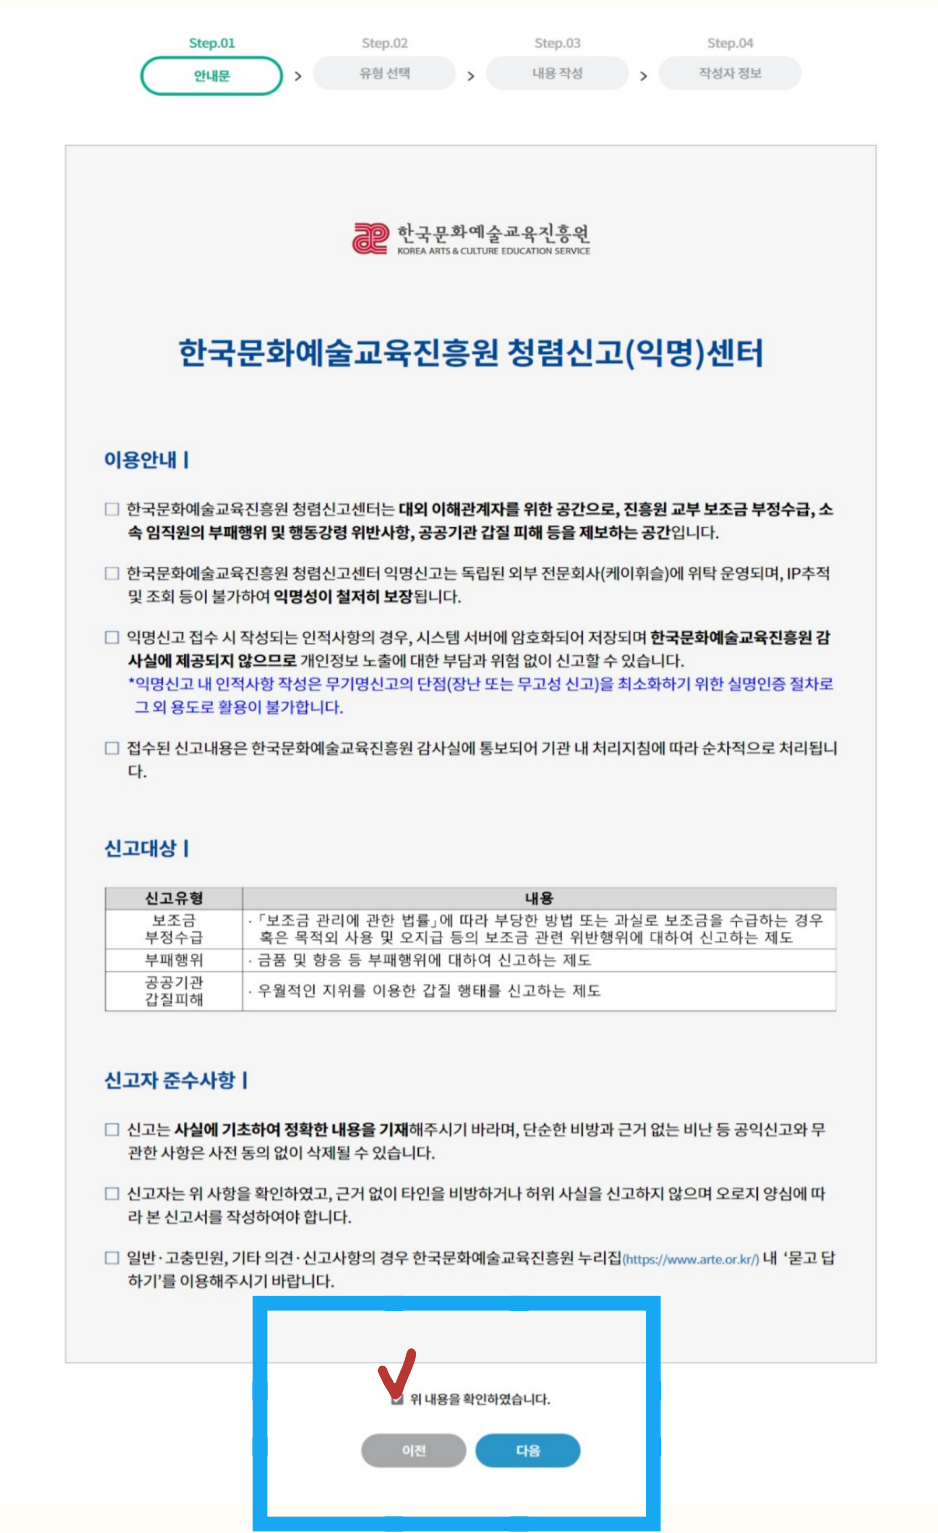 Step.01 Step.02 Step.03 Step.04
안내문 > 유형 선택 > 내용 작성 > 작성자 정보
한국문화예술교육진흥원
KOREA ARTS & CULTURE EDUCATION SERVICE
한국문화예술교육진흥원 청렴신고(익명)센터
이용안내 |
□ 한국문화예술교육진흥원 청렴신고센터는 대외 이해관계자를 위한 공간으로, 진흥원 교부 보조금 부정수급, 소
속 임직원의 부패행위 및 행동강령 위반사항, 공공기관 갑질 피해 등을 제보하는 공간입니다.
□ 한국문화예술교육진흥원 청렴신고센터 익명신고는 독립된 외부 전문회사(케이휘슬)에 위탁 운영되며, IP추적
및 조회 등이 불가하여 익명성이 철저히 보장됩니다.
□ 익명신고 접수 시 작성되는 인적사항의 경우, 시스템 서버에 암호화되어 저장되며 한국문화예술교육진흥원 감
사실에 제공되지 않으므로 개인정보 노출에 대한 부담과 위험 없이 신고할 수 있습니다.
*익명신고 내 인적사항 작성은 무기명신고의 단점(장난 또는 무고성 신고)을 최소화하기 위한 실명인증 절차로
그 외 용도로 활용이 불가합니다.
□ 접수된 신고내용은 한국문화예술교육진흥원 감사실에 통보되어 기관 내 처리지침에 따라 순차적으로 처리됩니
다.
신고대상 |
신고유형 내용
보조금
부정수급
· 「보조금 관리에 관한 법률」에 따라 부당한 방법 또는 과실로 보조금을 수급하는 경우
혹은 목적외 사용 및 오지급 등의 보조금 관련 위반행위에 대하여 신고하는 제도
부패행위 · 금품 및 향응 등 부패행위에 대하여 신고하는 제도
공공기관
갑질피해
· 우월적인 지위를 이용한 갑질 행태를 신고하는 제도
신고자 준수사항 |
□ 신고는 사실에 기초하여 정확한 내용을 기재해주시기 바라며, 단순한 비방과 근거 없는 비난 등 공익신고와 무
관한 사항은 사전 동의 없이 삭제될 수 있습니다.
□ 신고자는 위 사항을 확인하였고, 근거 없이 타인을 비방하거나 허위 사실을 신고하지 않으며 오로지 양심에 따
라 본 신고서를 작성하여야 합니다.
□ 일반·고충민원, 기타 의견·신고사항의 경우 한국문화예술교육진흥원 누리집(https://www.arte.or.kr/) 내 ‘묻고 답
하기’를 이용해주시기 바랍니다.
위 내용을 확인하였습니다.
이전 다음